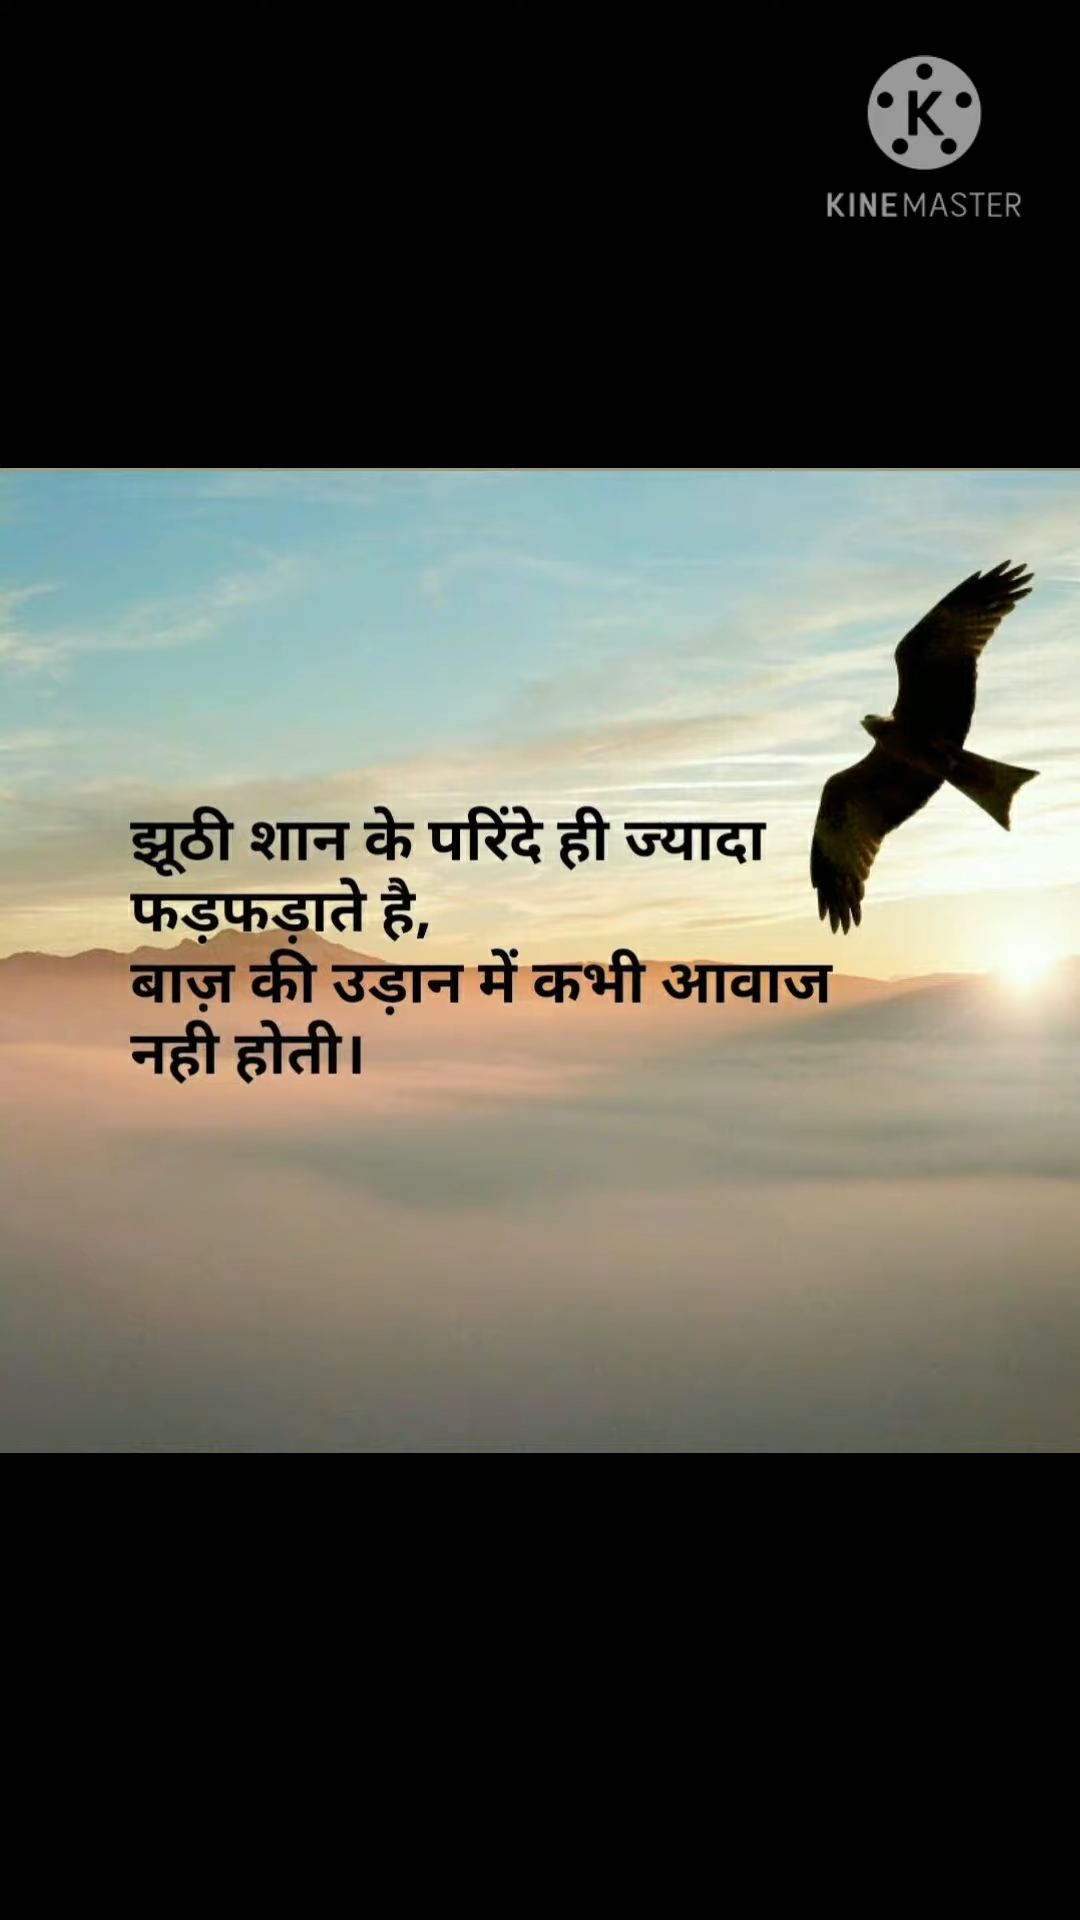 KINEMASTER
झूठी शान के परिंदे ही ज्यादा
फड़फड़ाते है,
बाज़ की उड़ान में कभी आवाज
नही होती।